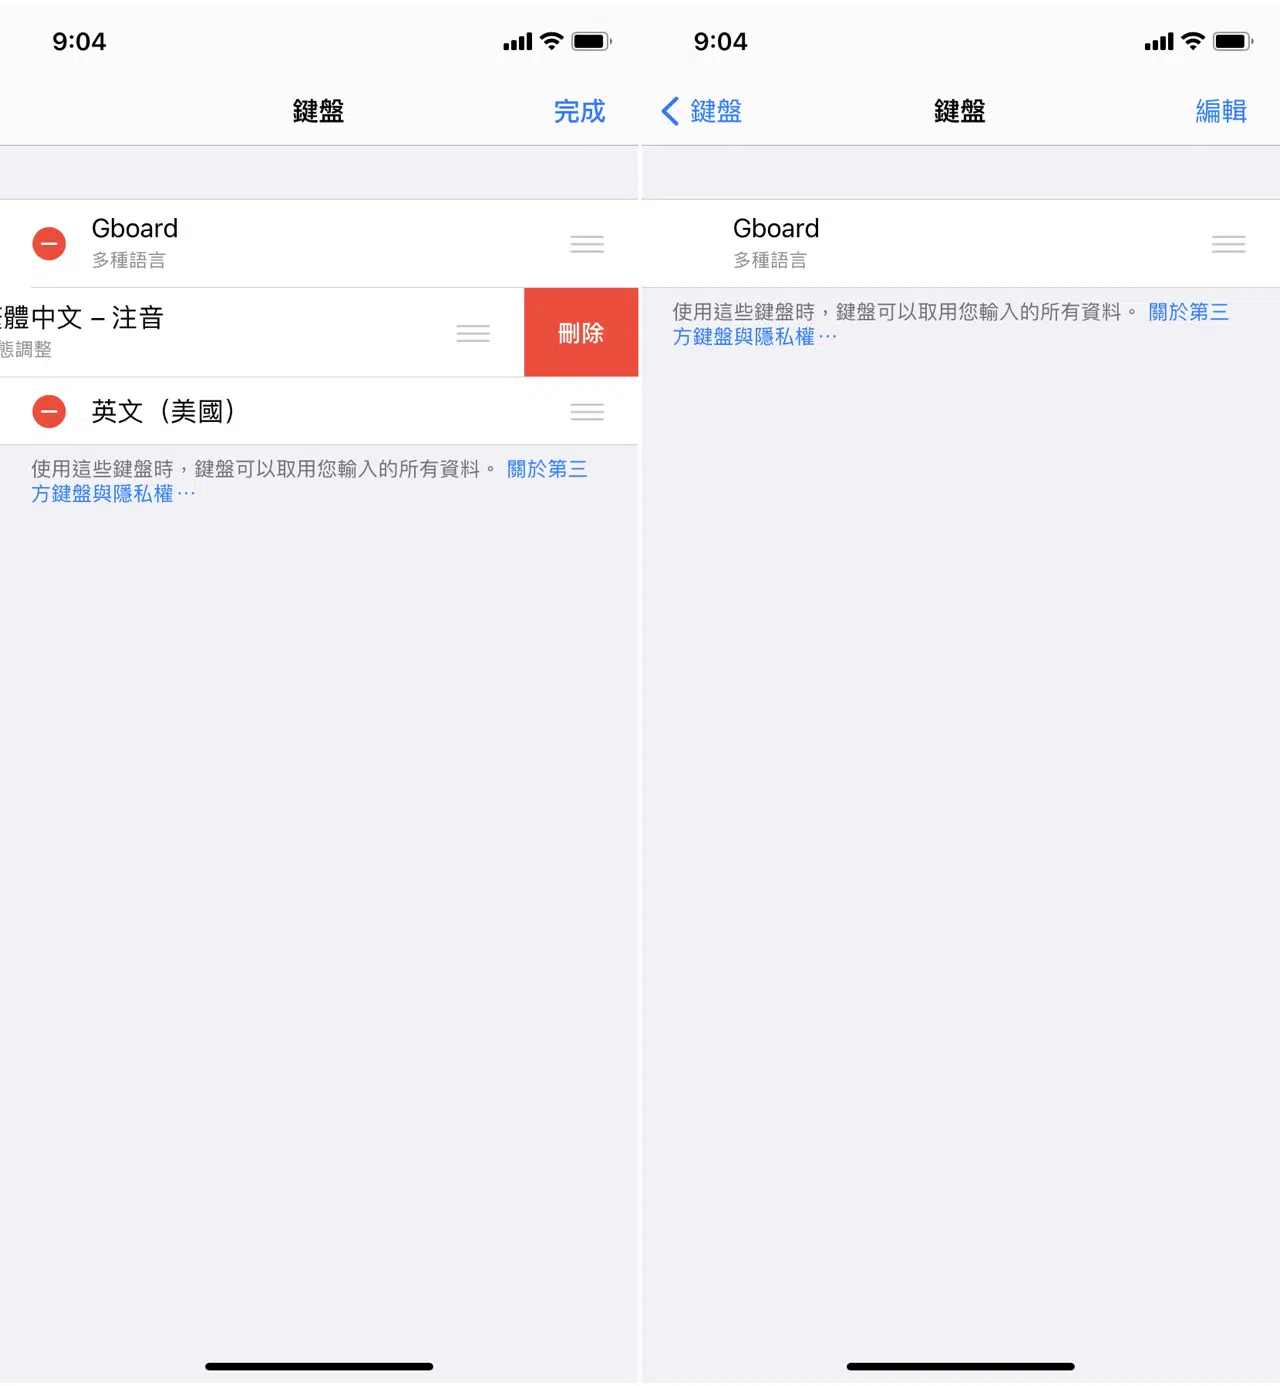 9:04
鍵盤
完成
Gboard
多種語言
體中文 – 注音
態調整
刪除
英文（美國）
使用這些鍵盤時，鍵盤可以取用您輸入的所有資料。 關於第三
方鍵盤與隱私權⋯
9:04
鍵盤
鍵盤
編輯
Gboard
多種語言
使用這些鍵盤時，鍵盤可以取用您輸入的所有資料。 關於第三
方鍵盤與隱私權⋯